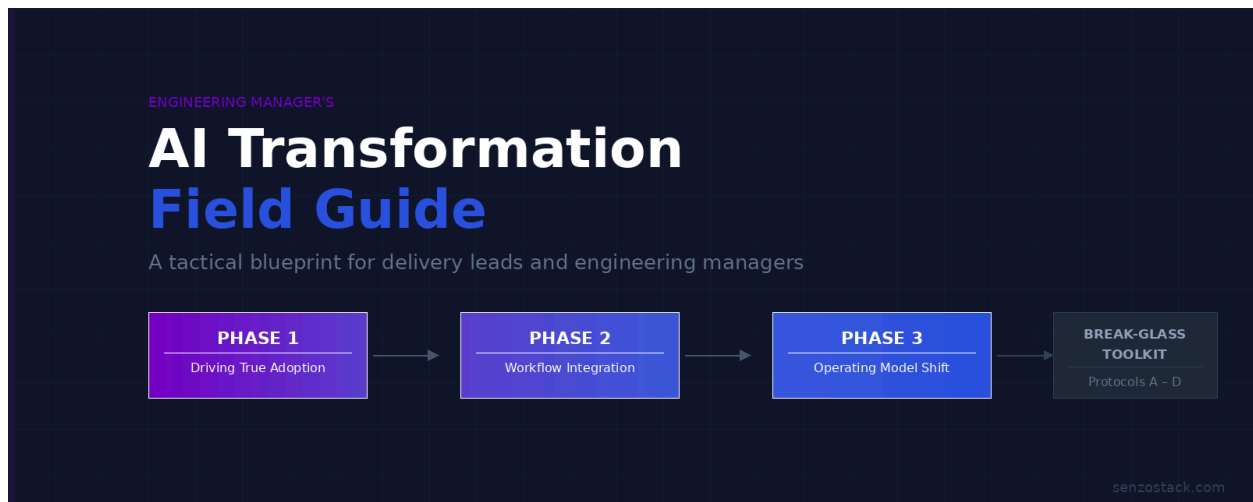 ENGINEERING MANAGER'S
AI Transformation
Field Guide
A tactical blueprint for delivery leads and engineering managers
PHASE 1
Driving True Adoption
PHASE 2
Workflow Integration
PHASE 3
Operating Model Shift
BREAK-GLASS
TOOLKIT
Protocols A – D
senzostack.com